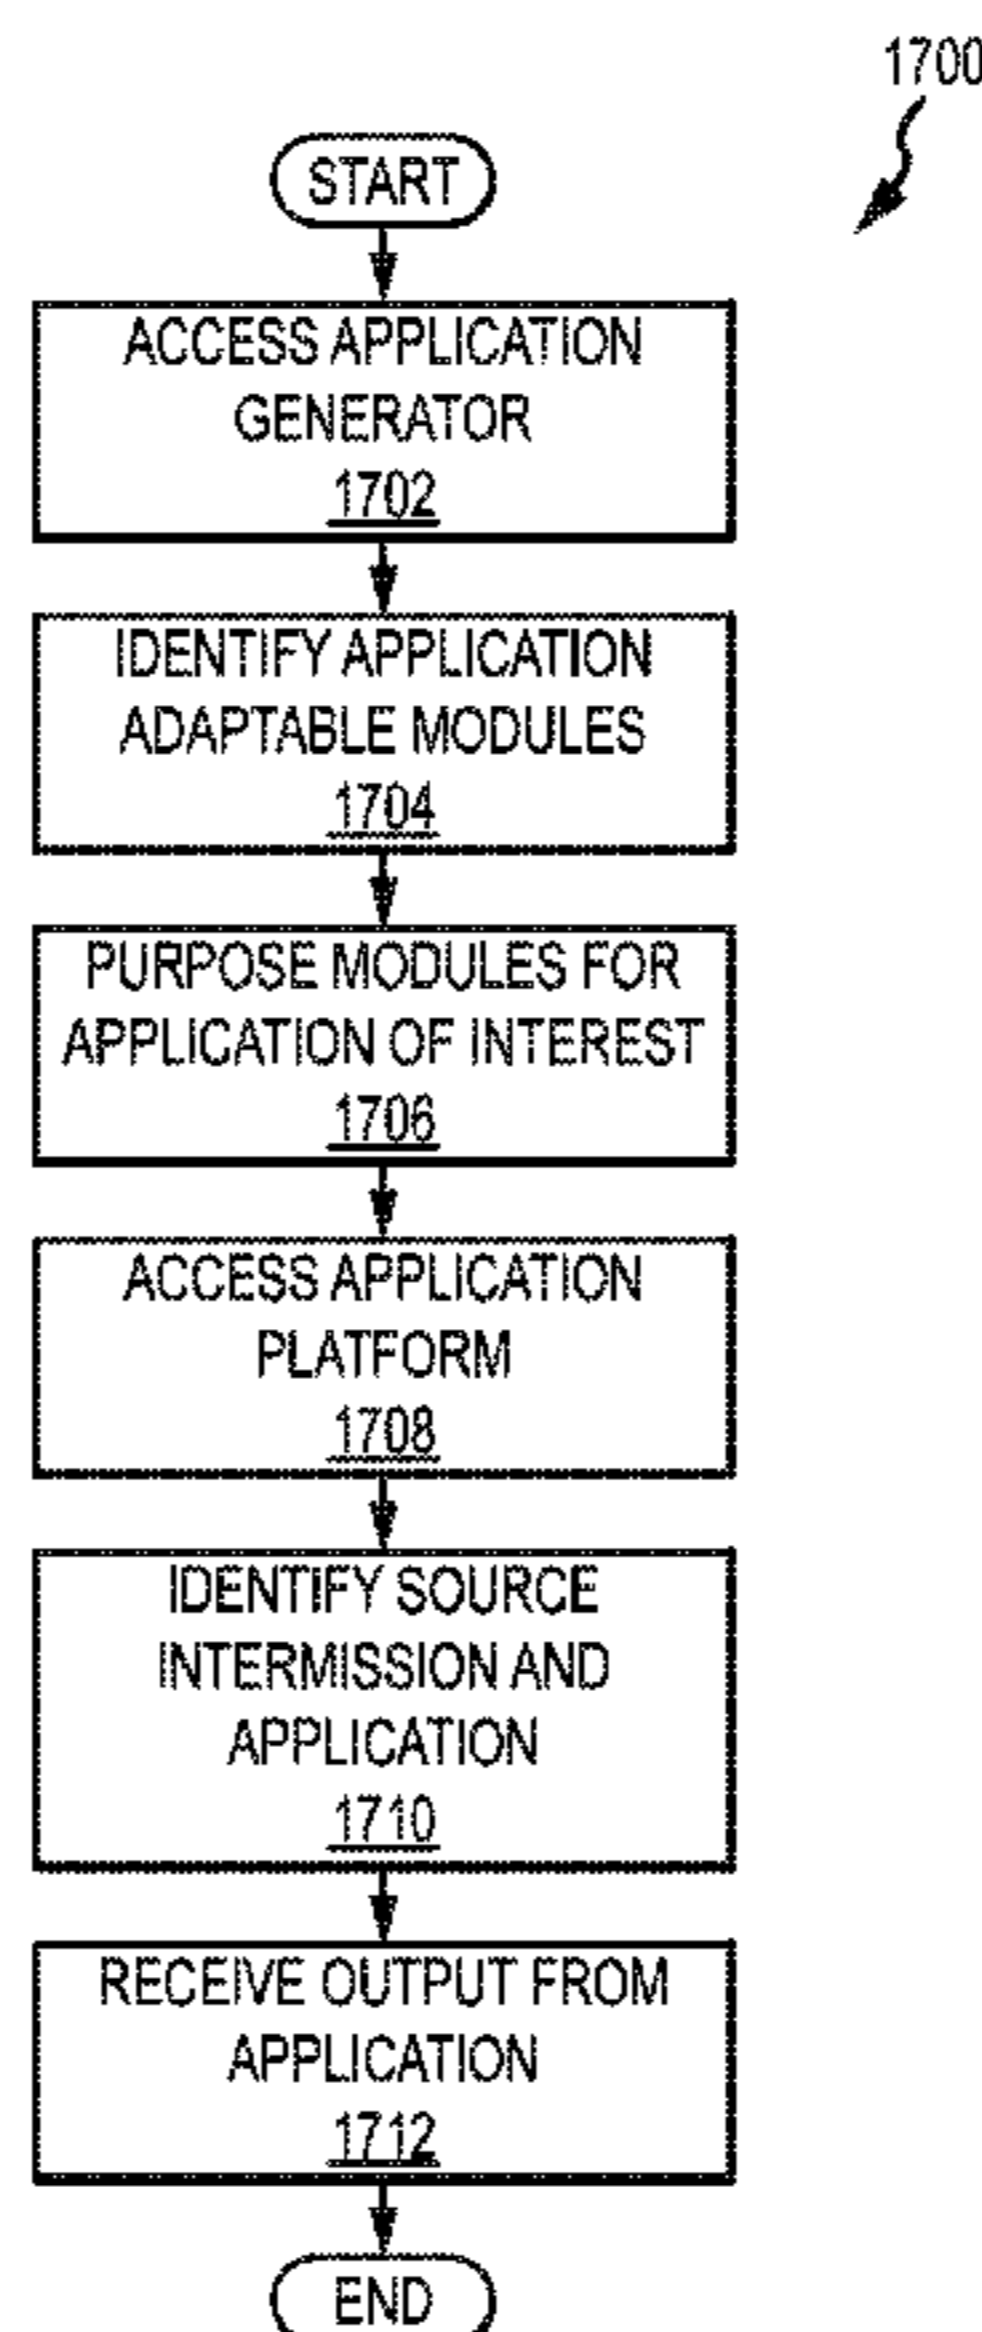 1700
START
ACCESS APPLICATION
GENERATOR
1702
IDENTIFY APPLICATION
ADAPTABLE MODULES
1704
PURPOSE MODULES FOR
APPLICATION OF INTEREST
1706
ACCESS APPLICATION
PLATFORM
1708
IDENTIFY SOURCE
INTERMISSION AND
APPLICATION
1710
RECEIVE OUTPUT FROM
APPLICATION
1712
END